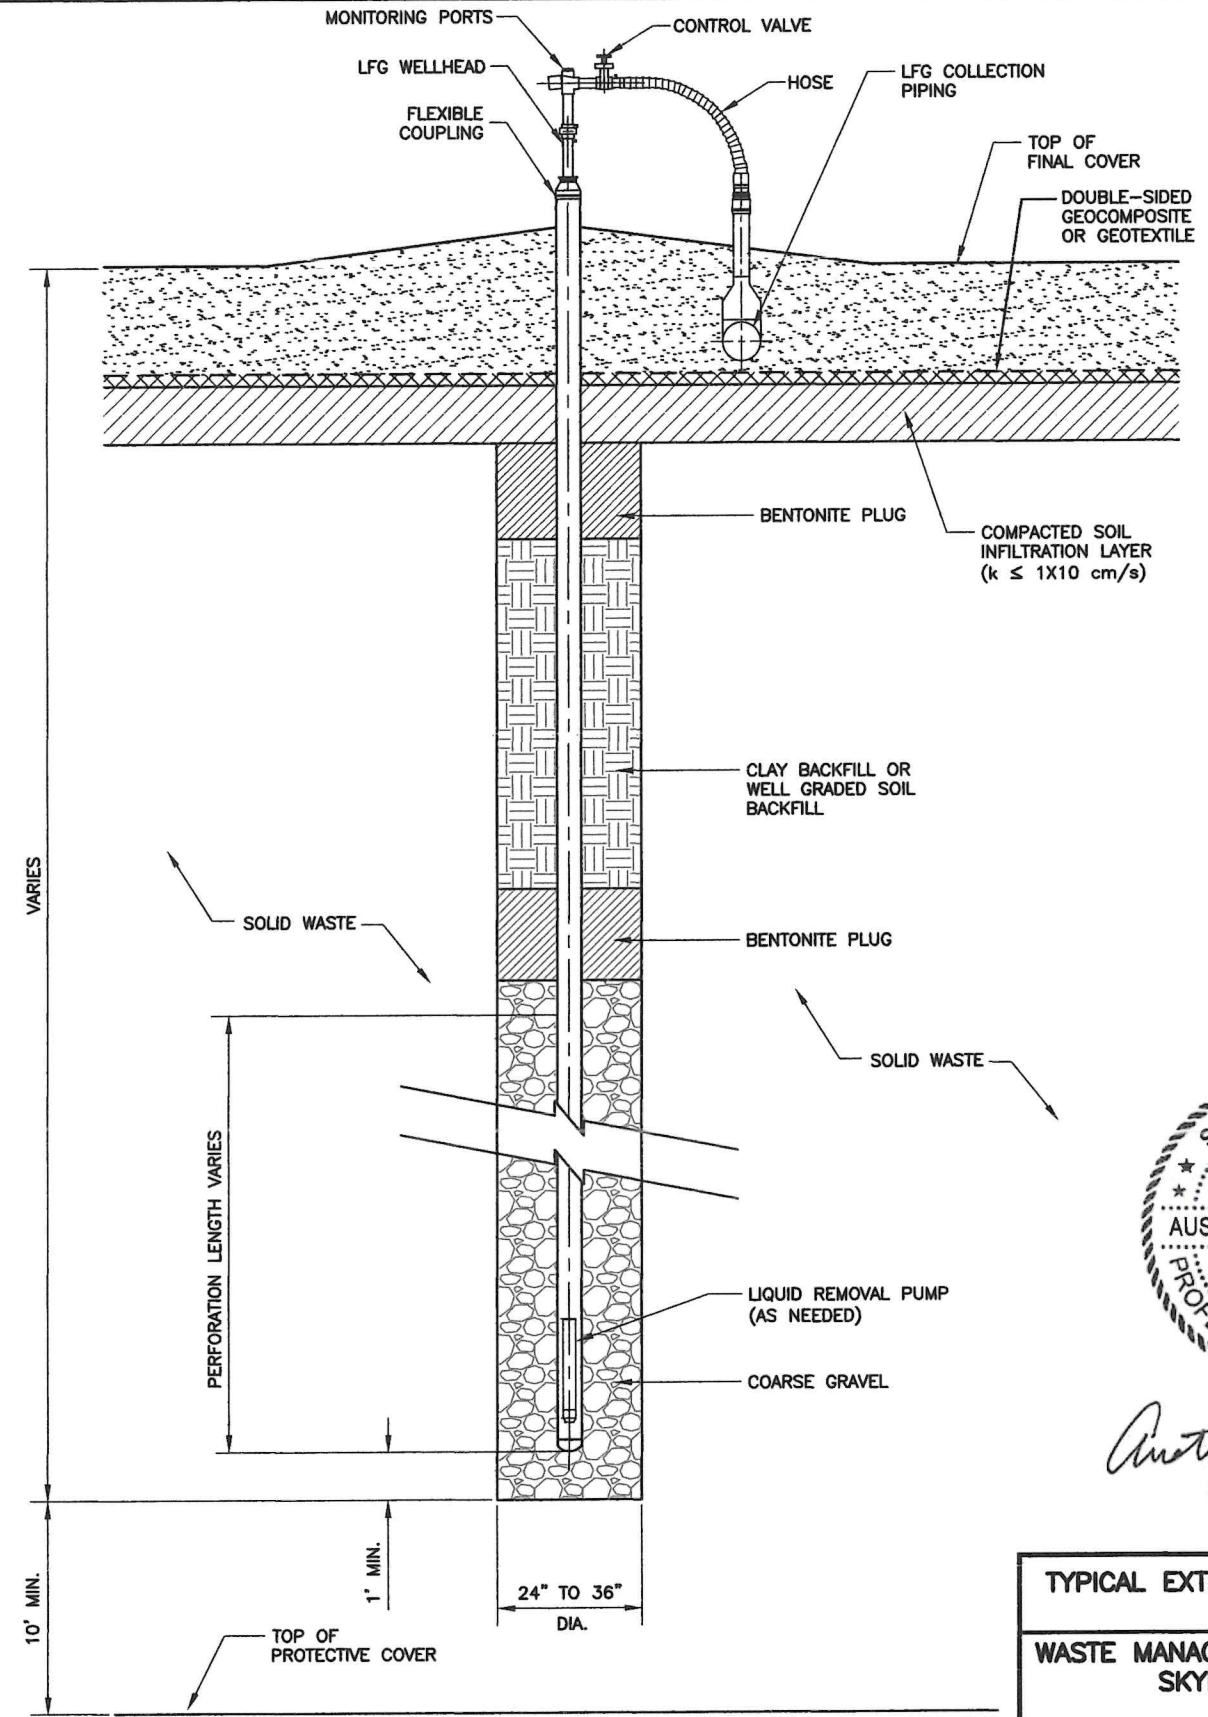 MONITORING PORTS
CONTROL VALVE
LFG WELLHEAD
HOSE
LFG COLLECTION
PIPING
FLEXIBLE
COUPLING
TOP OF
FINAL COVER
DOUBLE-SIDED
GEOCOMPOSITE
OR GEOTEXTILE
BENTONITE PLUG
COMPACTED SOIL
INFILTRATION LAYER
(k ≤ 1X10 cm/s)
CLAY BACKFILL OR
WELL GRADED SOIL
BACKFILL
VARIES
SOLID WASTE
BENTONITE PLUG
SOLID WASTE
PERFORATION LENGTH VARIES
LIQUID REMOVAL PUMP
(AS NEEDED)
COARSE GRAVEL
1' MIN.
24" TO 36"
DIA.
10' MIN.
TOP OF
PROTECTIVE COVER
AUS
PROF
TYPICAL EXT
WASTE MANAG
SKY